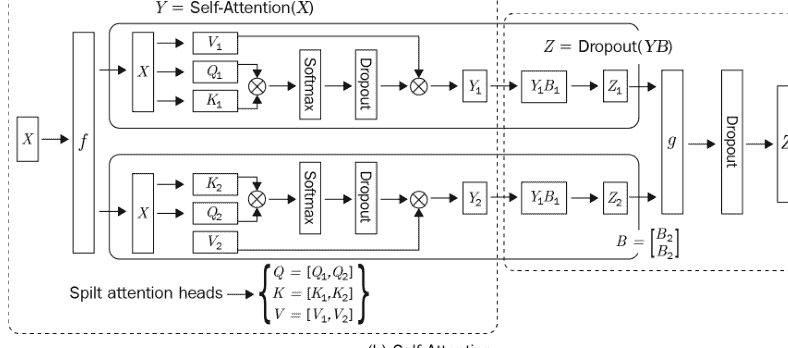 Y = Self-Attention(X)
Z = Dropout(YB)
X
f
X
V₁
Q₁
K₁
⊗
Softmax
Dropout
⊗
Y₁
Y₁B₁
Z₁
X
K₂
Q₂
V₂
⊗
Softmax
Dropout
⊗
Y₂
Y₁B₁
Z₂
g
Dropout
Z
B = [B₂
B₂]
Spilt attention heads
Q = [Q₁,Q₂]
K = [K₁,K₂]
V = [V₁,V₂]